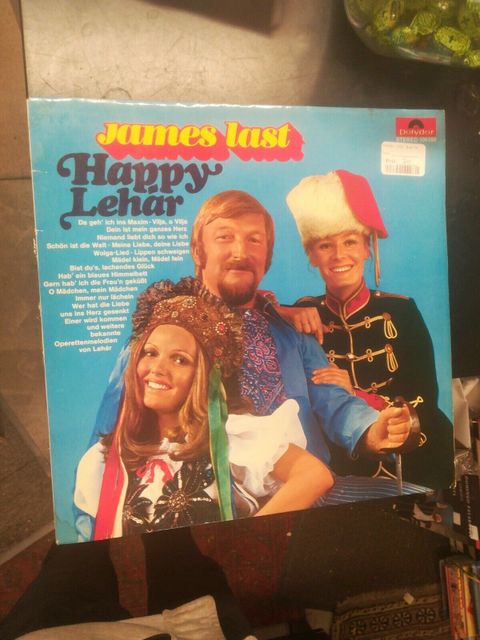 james last
Polydor
STEREO
Happy
Lehár
Da geh' ich ins Maxim · Vilja, o Vilja
Dein ist mein ganzes Herz
Niemand liebt dich so wie ich
Schön ist die Welt · Meine Liebe, deine Liebe
Wolga-Lied · Lippen schweigen
Mädel klein, Mädel fein
Bist du's, lachendes Glück
Hab' ein blaues Himmelbett
Gern hab' ich die Frau'n geküßt
O Mädchen, mein Mädchen
Immer nur lächeln
Wer hat die Liebe
uns ins Herz gesenkt
Einer wird kommen
und weitere
bekannte
Operettenmelodien
von Lehár